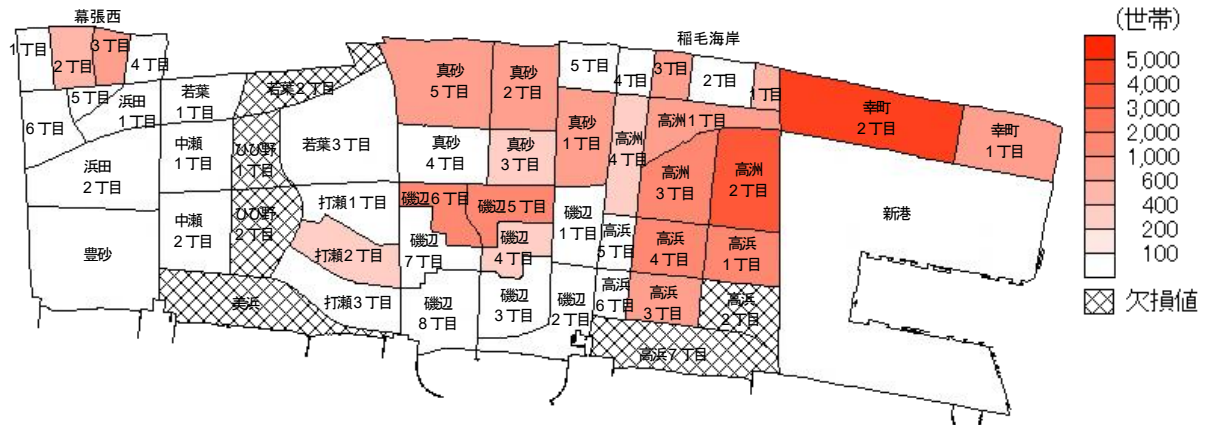 幕張西
1丁目
2丁目
3丁目
4丁目
5丁目
6丁目
浜田
1丁目
浜田
2丁目
豊砂
若葉
1丁目
若葉2丁目
若葉3丁目
中瀬
1丁目
中瀬
2丁目
ひび野
1丁目
ひび野
2丁目
美浜
打瀬1丁目
打瀬2丁目
打瀬3丁目
真砂
5丁目
真砂
2丁目
真砂
4丁目
真砂
3丁目
真砂
1丁目
磯辺6丁目
磯辺5丁目
磯辺
7丁目
磯辺
4丁目
磯辺
1丁目
磯辺
8丁目
磯辺
3丁目
磯辺
2丁目
稲毛海岸
5丁目
4丁目
3丁目
2丁目
1丁目
高洲1丁目
高洲
4丁目
高洲
3丁目
高洲
2丁目
高浜
5丁目
高浜
4丁目
高浜
1丁目
高浜
6丁目
高浜
3丁目
高浜
2丁目
高浜7丁目
幸町
2丁目
幸町
1丁目
新港
(世帯)
5,000
4,000
3,000
2,000
1,000
600
400
200
100
欠損値